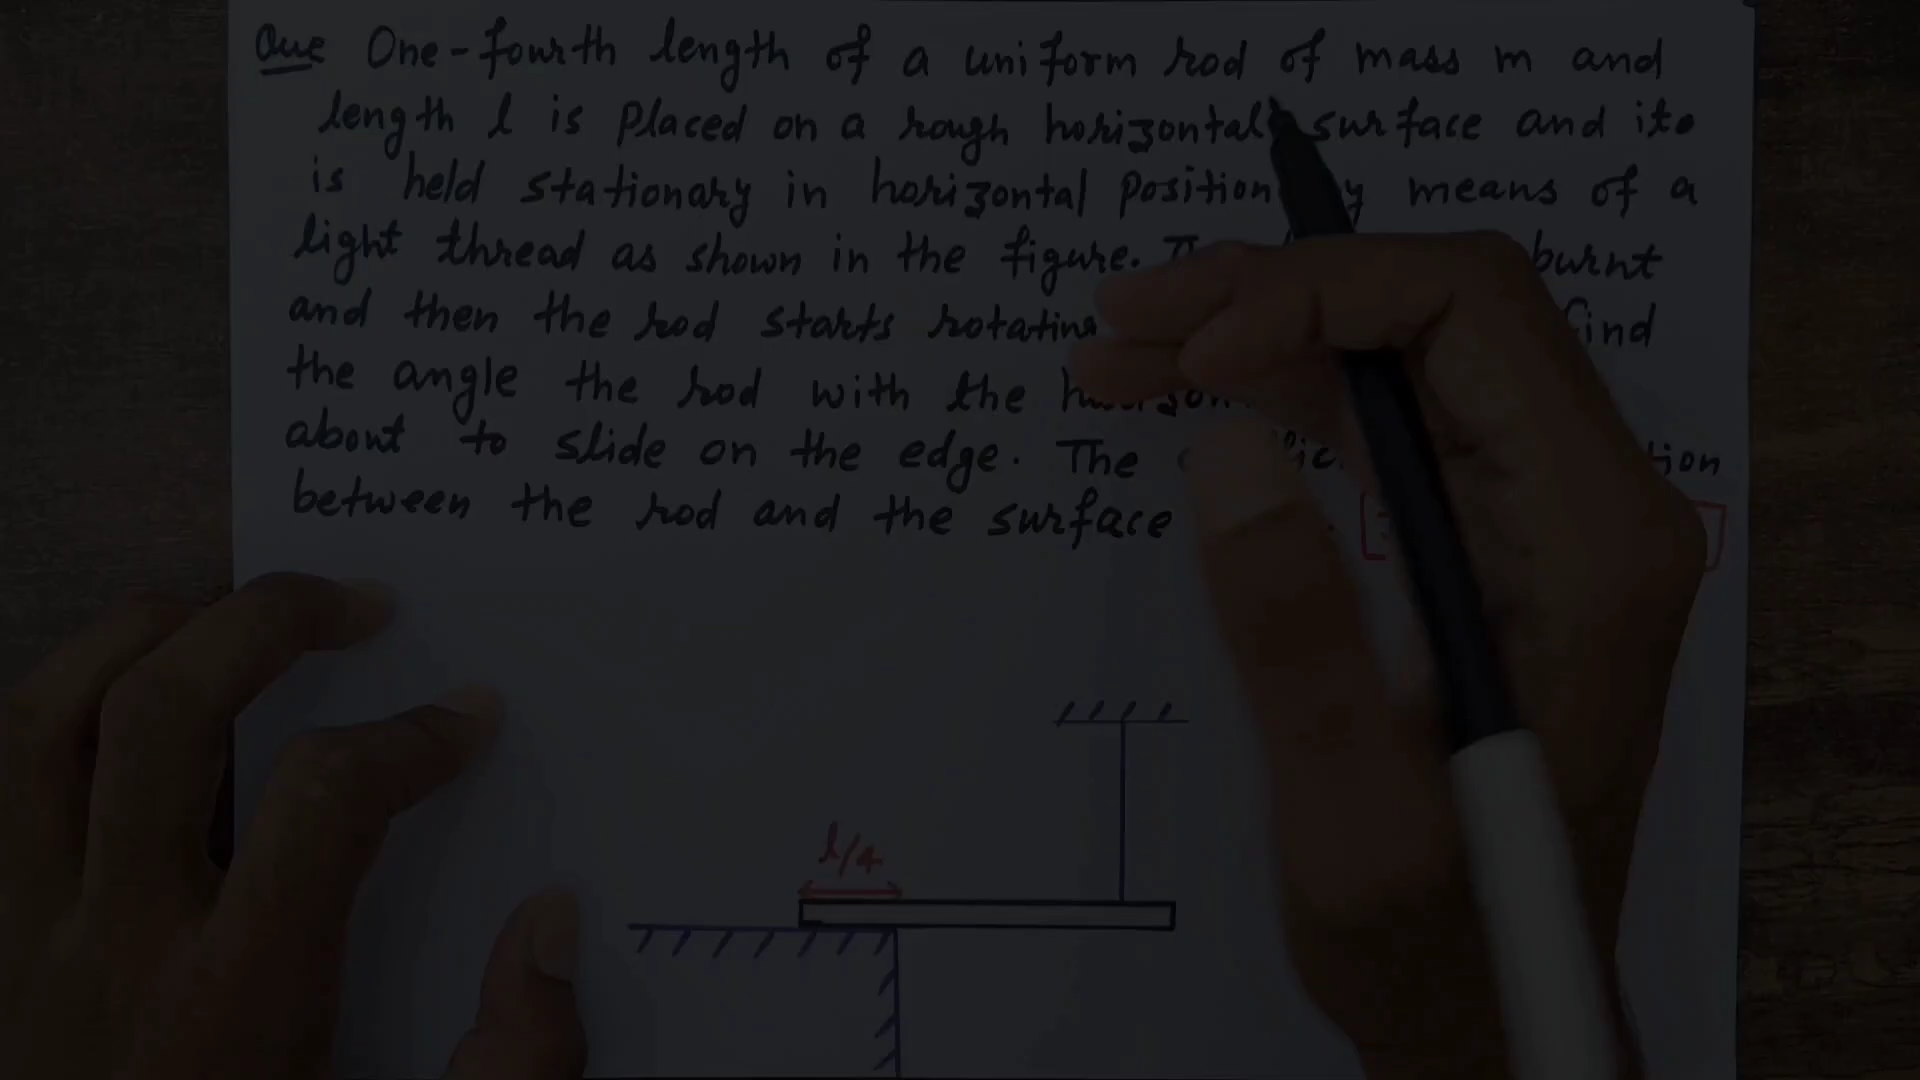 Que One-fourth length of a uniform rod of mass m and
length l is placed on a rough horizontal surface and its
is held stationary in horizontal position means of a
light thread as shown in the figure. burnt
and then the rod starts find
the angle the rod with the
about to slide on the edge. The
between the rod and the surface
l/4